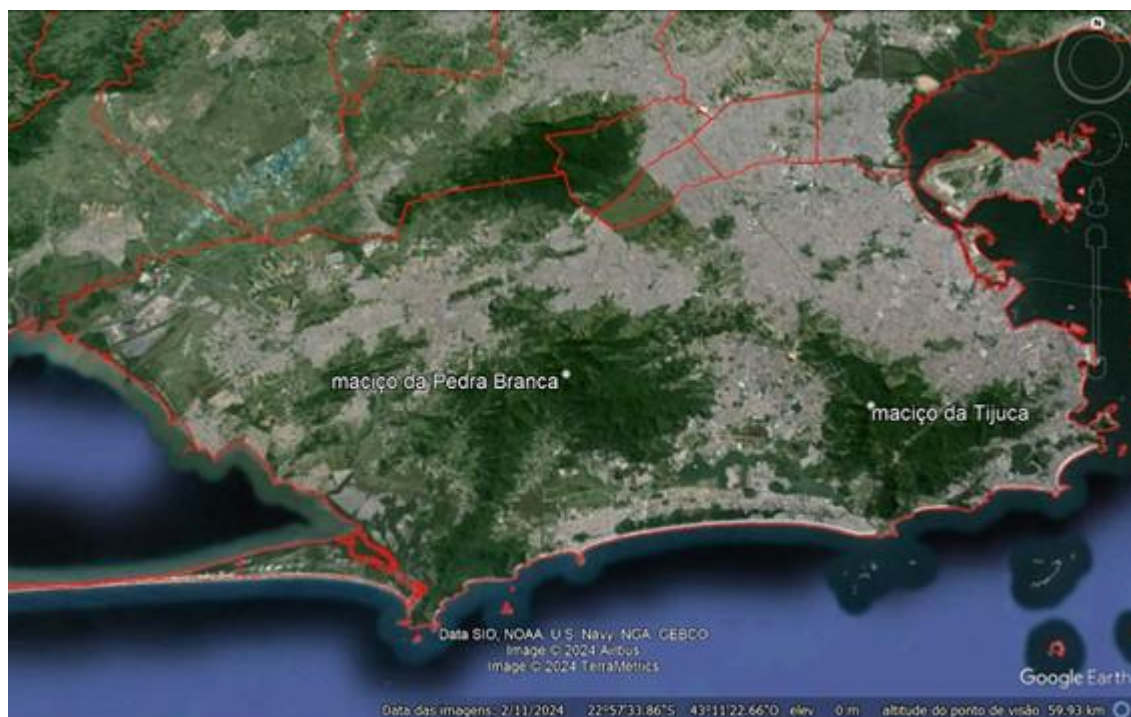 N
maciço da Pedra Branca
maciço da Tijuca
Data SIO, NOAA, U.S. Navy, NGA, GEBCO
Image © 2024 Airbus
Image © 2024 TerraMetrics
Google Earth
Data das imagens: 2/11/2024 22°57'33.86"S 43°11'22.66"O elev 0 m altitude do ponto de visão 59.93 km